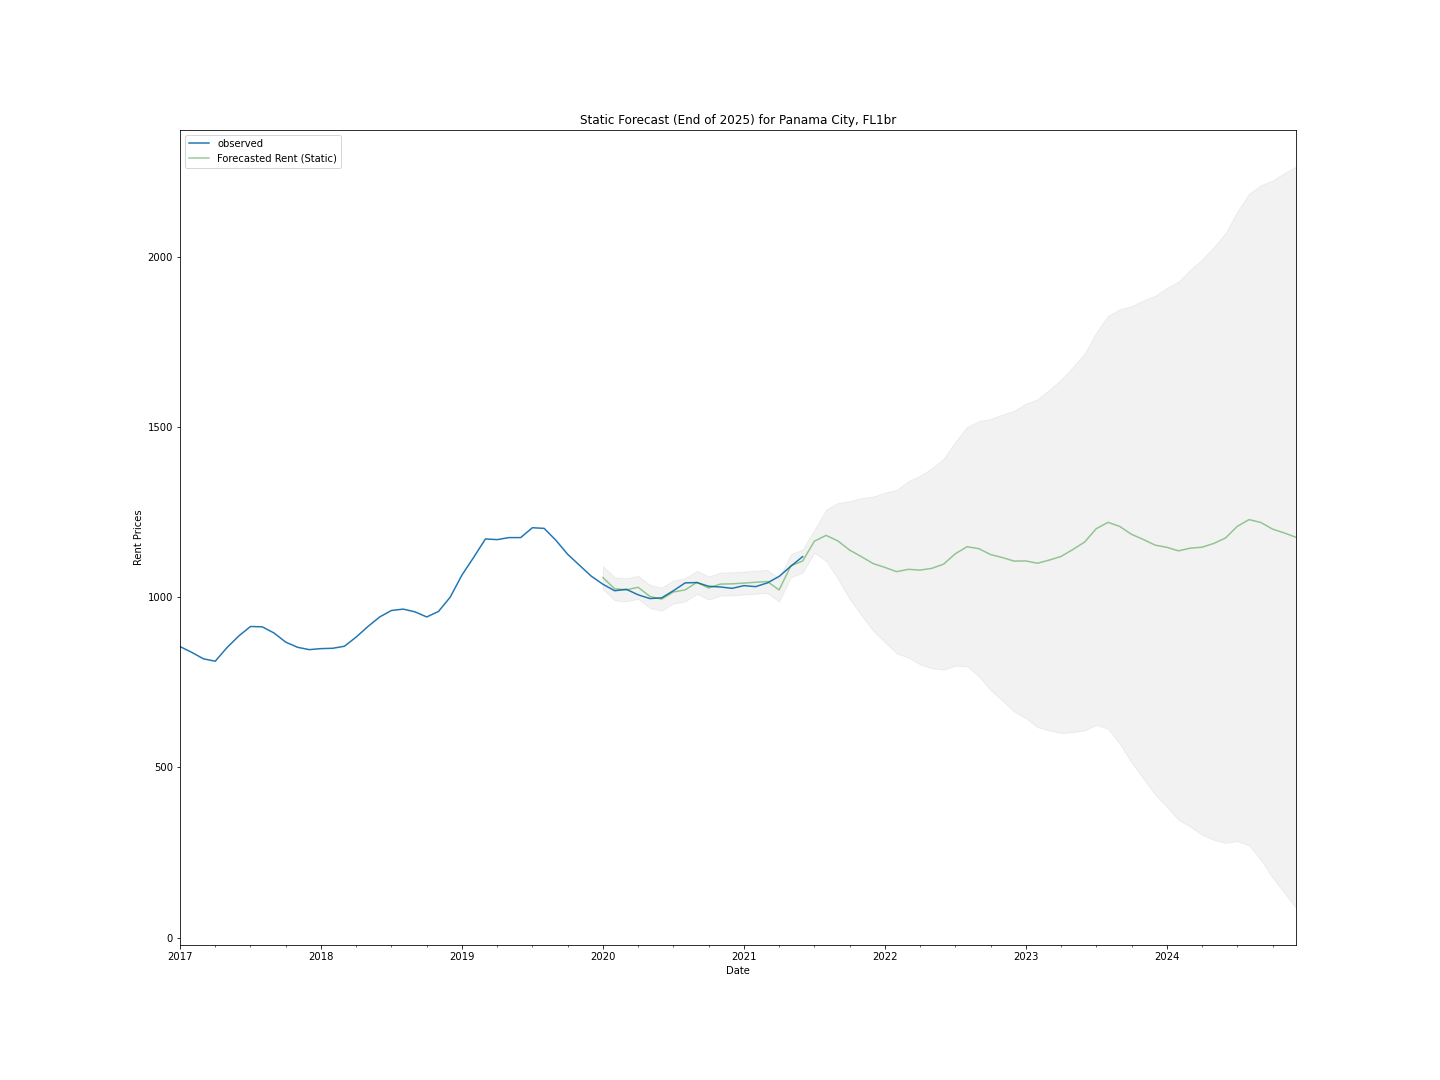 Static Forecast (End of 2025) for Panama City, FL1br
observed
Forecasted Rent (Static)
2000
1500
1000
500
0
Rent Prices
2017 2018 2019 2020 2021 2022 2023 2024
Date